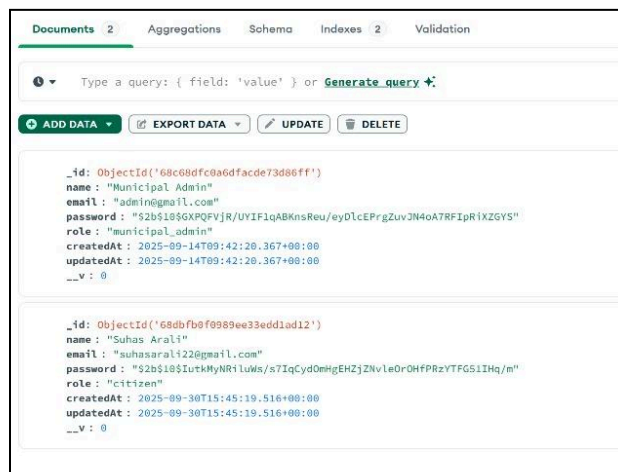 Documents 2 Aggregations Schema Indexes 2 Validation
Type a query: { field: 'value' } or Generate query
ADD DATA EXPORT DATA UPDATE DELETE
_id: ObjectId('68c68dfc0a6dfacde73d86ff')
name : "Municipal Admin"
email : "admin@gmail.com"
password : "$2b$10$GXPQFVjR/UYIF1qABKnsReu/eyDlcEPrgZuvJN4oA7RFIpRiXZGYS"
role : "municipal_admin"
createdAt : 2025-09-14T09:42:20.367+00:00
updatedAt : 2025-09-14T09:42:20.367+00:00
__v : 0
_id: ObjectId('68dbfb0f0989ee33edd1ad12')
name : "Suhas Arali"
email : "suhasarali22@gmail.com"
password : "$2b$10$IutkMyNRiluWs/s7IqCydOmHgEHZjZNvleOrOHfPRzYTFGS1IHq/m"
role : "citizen"
createdAt : 2025-09-30T15:45:19.516+00:00
updatedAt : 2025-09-30T15:45:19.516+00:00
__v : 0